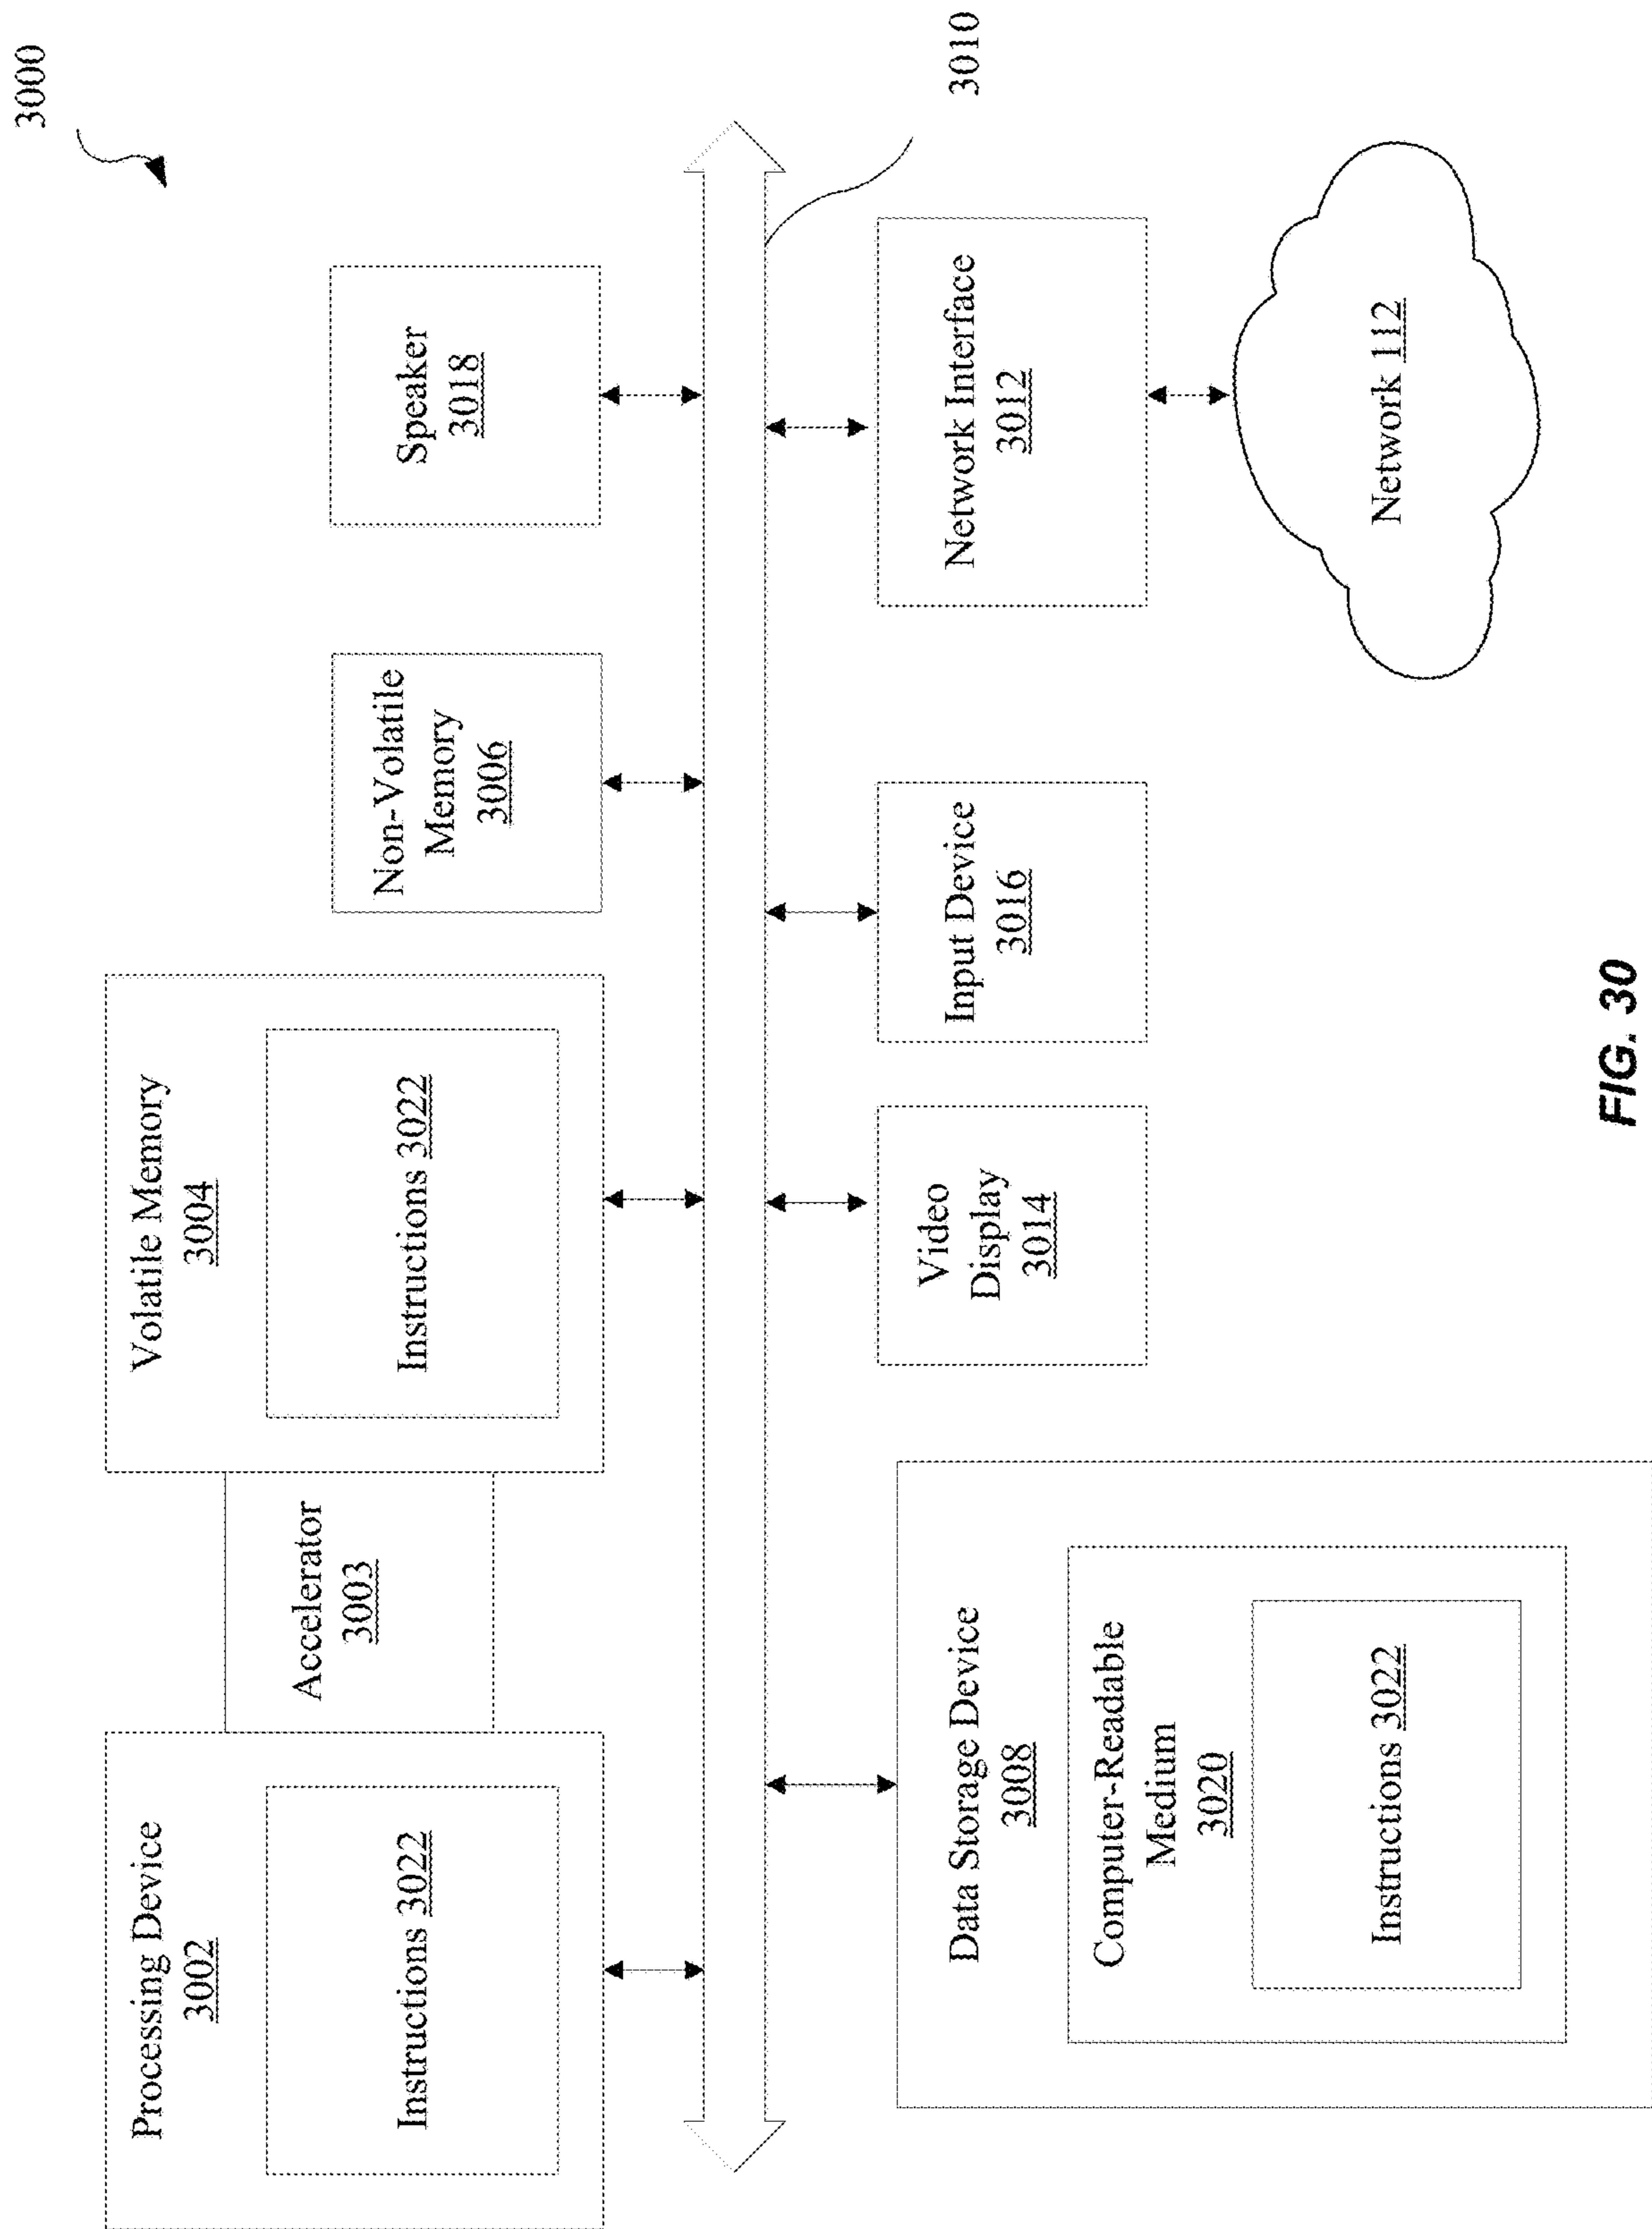 3000
Processing Device
3002
Instructions 3022
Accelerator
3003
Volatile Memory
3004
Instructions 3022
Non-Volatile
Memory
3006
Speaker
3018
3010
Data Storage Device
3008
Computer-Readable
Medium
3020
Instructions 3022
Video
Display
3014
Input Device
3016
Network Interface
3012
Network 112
FIG. 30